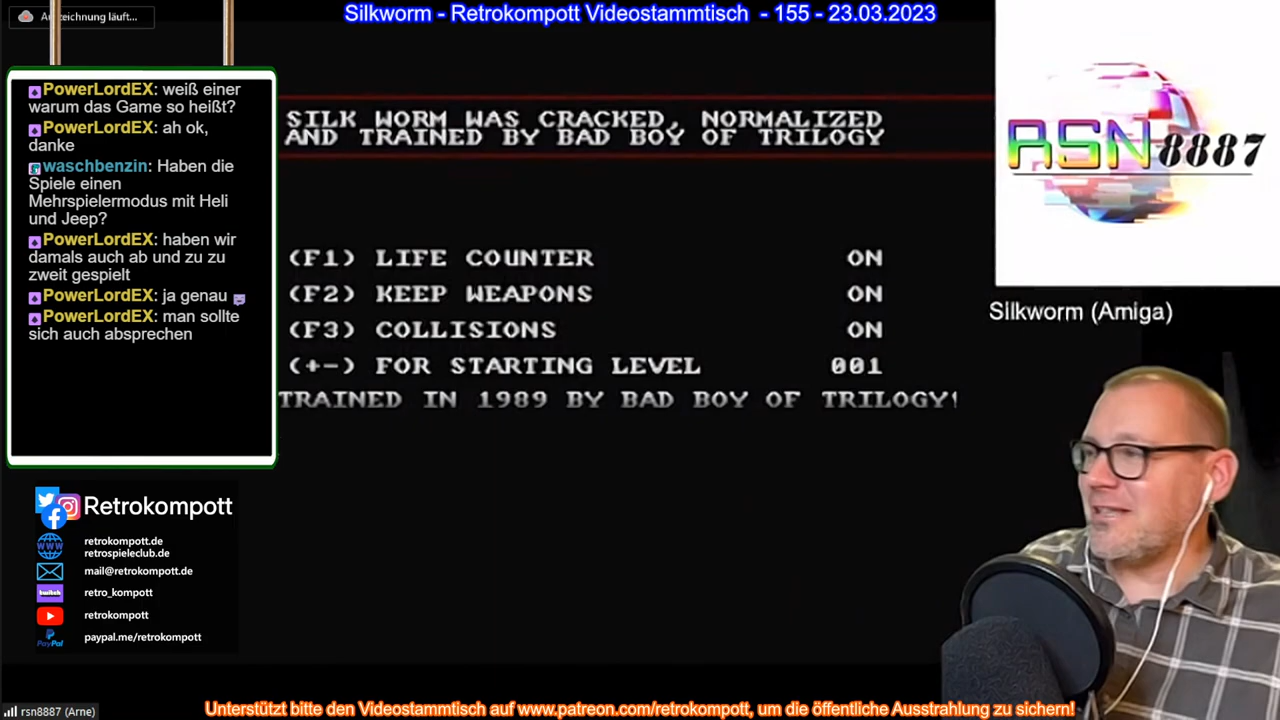 Aufzeichnung läuft...
Silkworm - Retrokompott Videostammtisch - 155 - 23.03.2023
PowerLordEX: weiß einer
warum das Game so heißt?
PowerLordEX: ah ok,
danke
waschbenzin: Haben die
Spiele einen
Mehrspielermodus mit Heli
und Jeep?
PowerLordEX: haben wir
damals auch ab und zu zu
zweit gespielt
PowerLordEX: ja genau
PowerLordEX: man sollte
sich auch absprechen
SILK WORM WAS CRACKED, NORMALIZED
AND TRAINED BY BAD BOY OF TRILOGY
(F1) LIFE COUNTER ON
(F2) KEEP WEAPONS ON
(F3) COLLISIONS ON
(+-) FOR STARTING LEVEL 001
TRAINED IN 1989 BY BAD BOY OF TRILOGY!
RSN8887
Silkworm (Amiga)
Retrokompott
www retrokompott.de
retrospieleclub.de
mail@retrokompott.de
twitch retro_kompott
retrokompott
PayPal paypal.me/retrokompott
rsn8887 (Arne)
Unterstützt bitte den Videostammtisch auf www.patreon.com/retrokompott, um die öffentliche Ausstrahlung zu sichern!